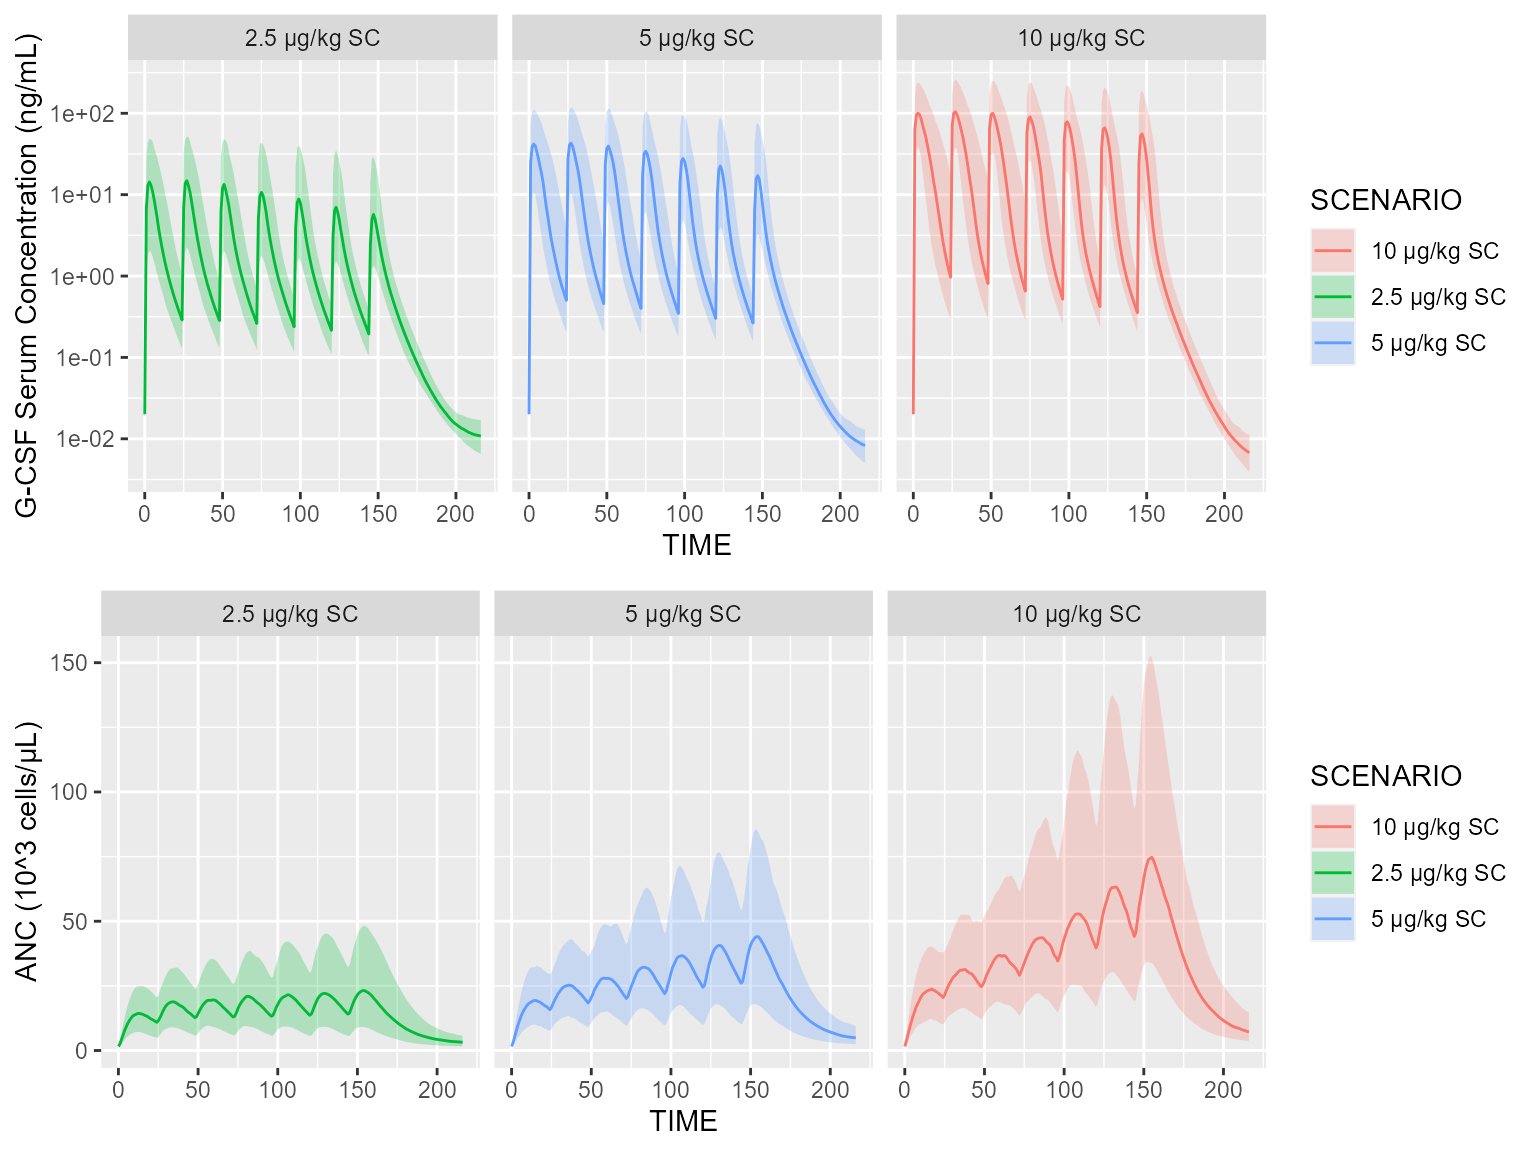 2.5 µg/kg SC 5 µg/kg SC 10 µg/kg SC
G-CSF Serum Concentration (ng/mL)
1e+02
1e+01
1e+00
1e-01
1e-02
0 50 100 150 200 0 50 100 150 200 0 50 100 150 200
TIME
SCENARIO
10 µg/kg SC
2.5 µg/kg SC
5 µg/kg SC
2.5 µg/kg SC 5 µg/kg SC 10 µg/kg SC
ANC (10^3 cells/µL)
150
100
50
0
0 50 100 150 200 0 50 100 150 200 0 50 100 150 200
TIME
SCENARIO
10 µg/kg SC
2.5 µg/kg SC
5 µg/kg SC